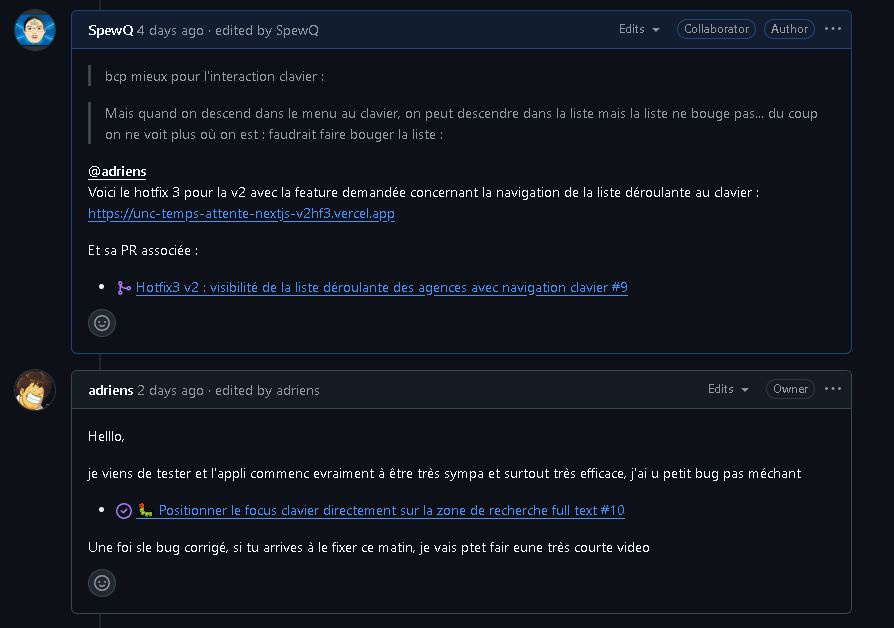 SpewQ 4 days ago · edited by SpewQ Edits Collaborator Author ···
bcp mieux pour l'interaction clavier :
Mais quand on descend dans le menu au clavier, on peut descendre dans la liste mais la liste ne bouge pas... du coup
on ne voit plus où on est : faudrait faire bouger la liste :
@adriens
Voici le hotfix 3 pour la v2 avec la feature demandée concernant la navigation de la liste déroulante au clavier :
https://unc-temps-attente-nextjs-v2hf3.vercel.app
Et sa PR associée :
• Hotfix3 v2 : visibilité de la liste déroulante des agences avec navigation clavier #9
adriens 2 days ago · edited by adriens Edits Owner ···
Helllo,
je viens de tester et l'appli commenc evraiment à être très sympa et surtout très efficace, j'ai u petit bug pas méchant
• 🐛 Positionner le focus clavier directement sur la zone de recherche full text #10
Une foi sle bug corrigé, si tu arrives à le fixer ce matin, je vais ptet fair eune très courte video